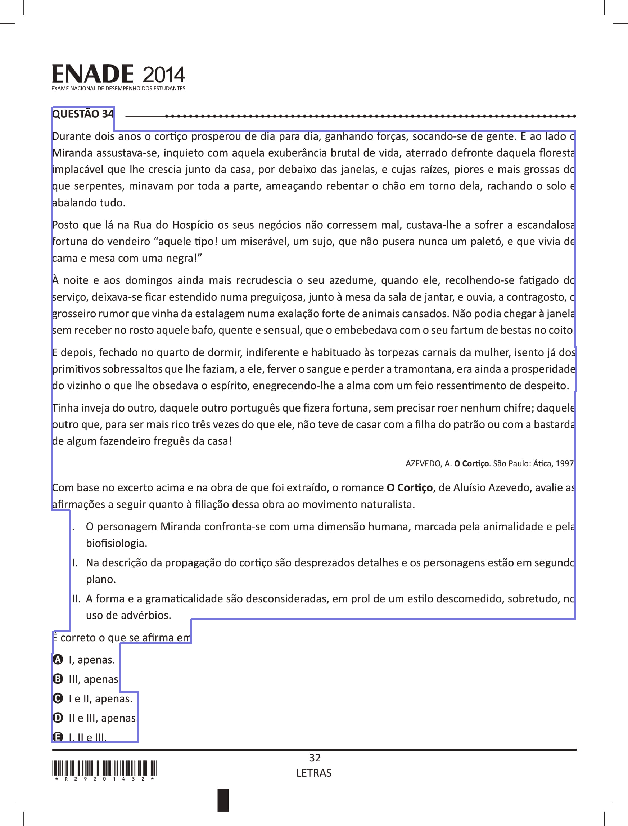 ENADE 2014
EXAME NACIONAL DE DESEMPENHO DOS ESTUDANTES
QUESTÃO 34
Durante dois anos o cortiço prosperou de dia para dia, ganhando forças, socando-se de gente. E ao lado o
Miranda assustava-se, inquieto com aquela exuberância brutal de vida, aterrado defronte daquela floresta
implacável que lhe crescia junto da casa, por debaixo das janelas, e cujas raízes, piores e mais grossas do
que serpentes, minavam por toda a parte, ameaçando rebentar o chão em torno dela, rachando o solo e
abalando tudo.
Posto que lá na Rua do Hospício os seus negócios não corressem mal, custava-lhe a sofrer a escandalosa
fortuna do vendeiro “aquele tipo! um miserável, um sujo, que não pusera nunca um paletó, e que vivia de
cama e mesa com uma negra!”
À noite e aos domingos ainda mais recrudescia o seu azedume, quando ele, recolhendo-se fatigado do
serviço, deixava-se ficar estendido numa preguiçosa, junto à mesa da sala de jantar, e ouvia, a contragosto, o
grosseiro rumor que vinha da estalagem numa exalação forte de animais cansados. Não podia chegar à janela
sem receber no rosto aquele bafo, quente e sensual, que o embebedava com o seu fartum de bestas no coito
E depois, fechado no quarto de dormir, indiferente e habituado às torpezas carnais da mulher, isento já dos
primitivos sobressaltos que lhe faziam, a ele, ferver o sangue e perder a tramontana, era ainda a prosperidade
do vizinho o que lhe obsedava o espírito, enegrecendo-lhe a alma com um feio ressentimento de despeito.
Tinha inveja do outro, daquele outro português que fizera fortuna, sem precisar roer nenhum chifre; daquele
outro que, para ser mais rico três vezes do que ele, não teve de casar com a filha do patrão ou com a bastarda
de algum fazendeiro freguês da casa!
AZEVEDO, A. O Cortiço. São Paulo: Ática, 1997
Com base no excerto acima e na obra de que foi extraído, o romance O Cortiço, de Aluísio Azevedo, avalie as
afirmações a seguir quanto à filiação dessa obra ao movimento naturalista.
. O personagem Miranda confronta-se com uma dimensão humana, marcada pela animalidade e pela
biofisiologia.
I. Na descrição da propagação do cortiço são desprezados detalhes e os personagens estão em segundo
plano.
II. A forma e a gramaticalidade são desconsideradas, em prol de um estilo descomedido, sobretudo, no
uso de advérbios.
É correto o que se afirma em
A I, apenas.
B III, apenas
C I e II, apenas.
D II e III, apenas
E I, II e III.
32
LETRAS
*R2920143２*